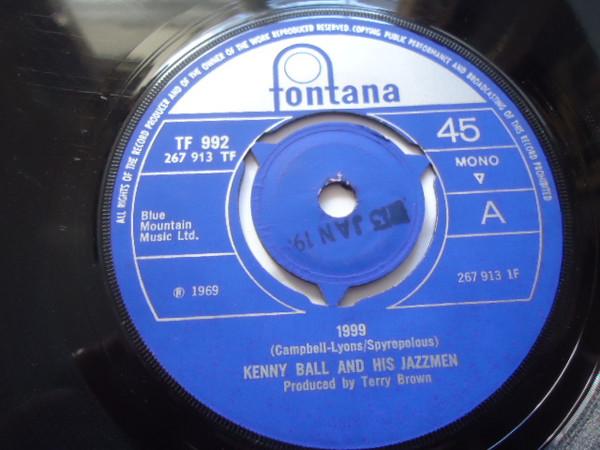 ALL RIGHTS OF THE RECORD PRODUCER AND OF THE OWNER OF THE WORK REPRODUCED RESERVED. COPYING PUBLIC PERFORMANCE AND BROADCASTING OF THIS RECORD PROHIBITED
fontana
TF 992
267 913 TF
45
MONO
Blue
Mountain
Music Ltd.
A
13 JAN 19
℗ 1969
267 913 1F
1999
(Campbell-Lyons/Spyropolous)
KENNY BALL AND HIS JAZZMEN
Produced by Terry Brown